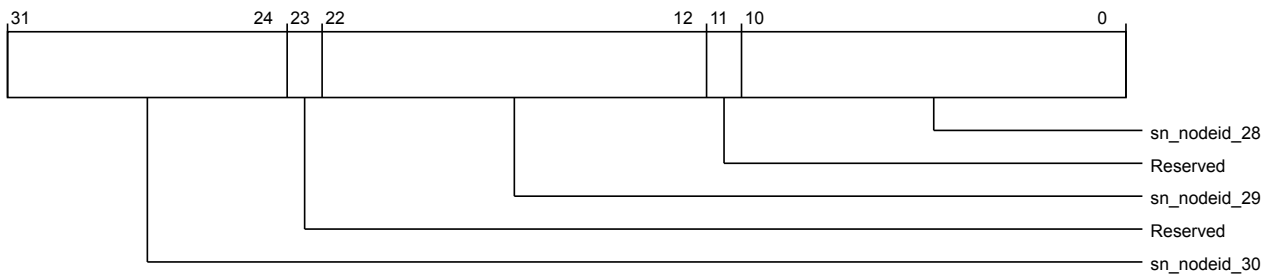 31 24 23 22 12 11 10 0
sn_nodeid_28
Reserved
sn_nodeid_29
Reserved
sn_nodeid_30